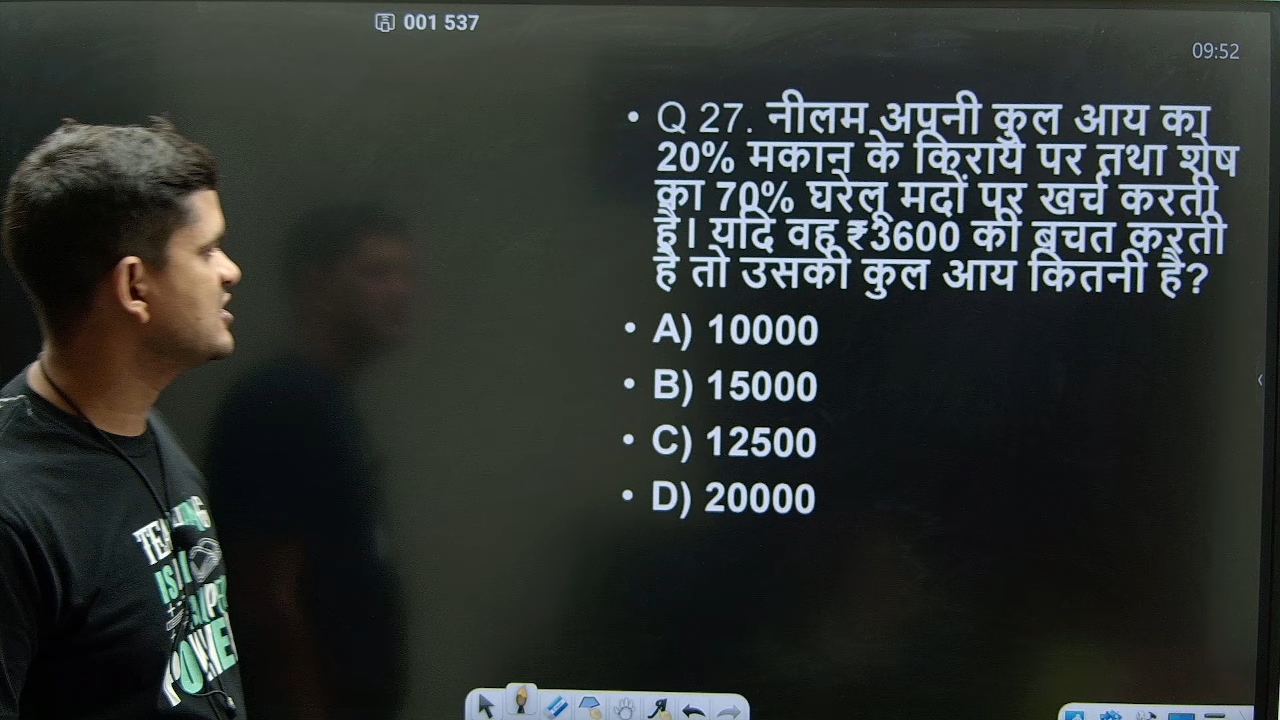 001 537
09:52
• Q 27. नीलम अपनी कुल आय का
20% मकान के किराये पर तथा शेष
का 70% घरेलू मदों पर खर्च करती
है। यदि वह ₹3600 की बचत करती
है तो उसकी कुल आय कितनी है?
• A) 10000
• B) 15000
• C) 12500
• D) 20000